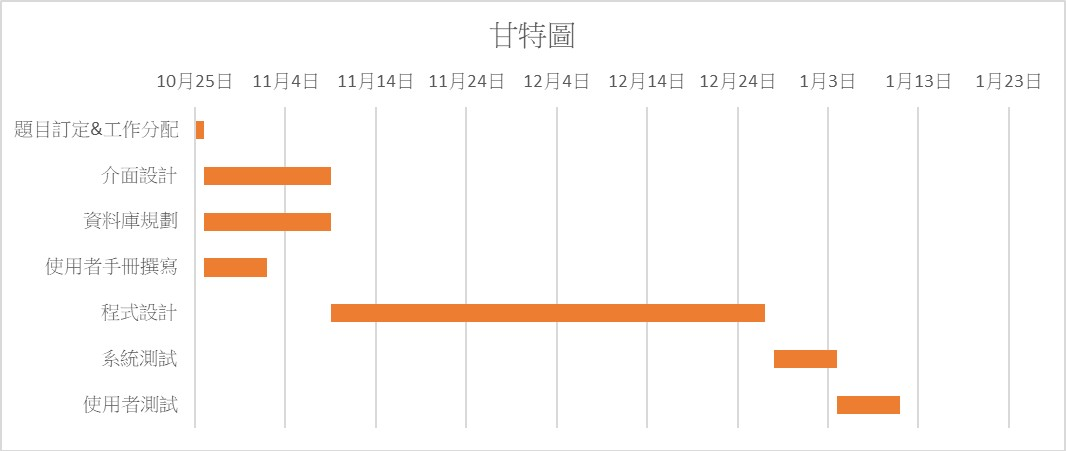 甘特圖
10月25日 11月4日 11月14日 11月24日 12月4日 12月14日 12月24日 1月3日 1月13日 1月23日
題目訂定&工作分配
介面設計
資料庫規劃
使用者手冊撰寫
程式設計
系統測試
使用者測試